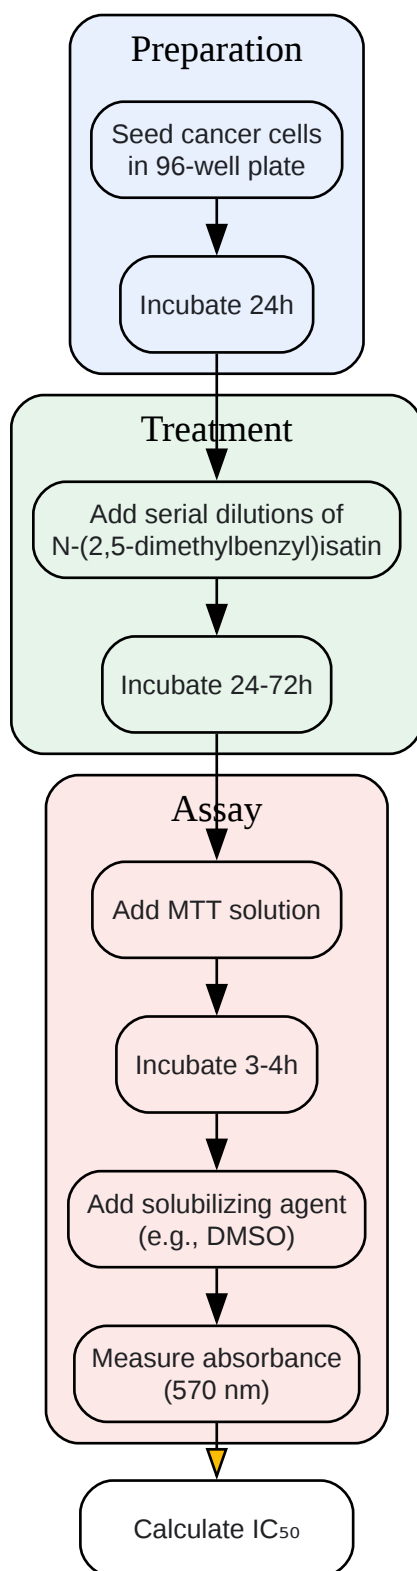 Preparation
Seed cancer cells
in 96-well plate
Incubate 24h
Treatment
Add serial dilutions of
N-(2,5-dimethylbenzyl)isatin
Incubate 24-72h
Assay
Add MTT solution
Incubate 3-4h
Add solubilizing agent
(e.g., DMSO)
Measure absorbance
(570 nm)
Calculate IC₅₀